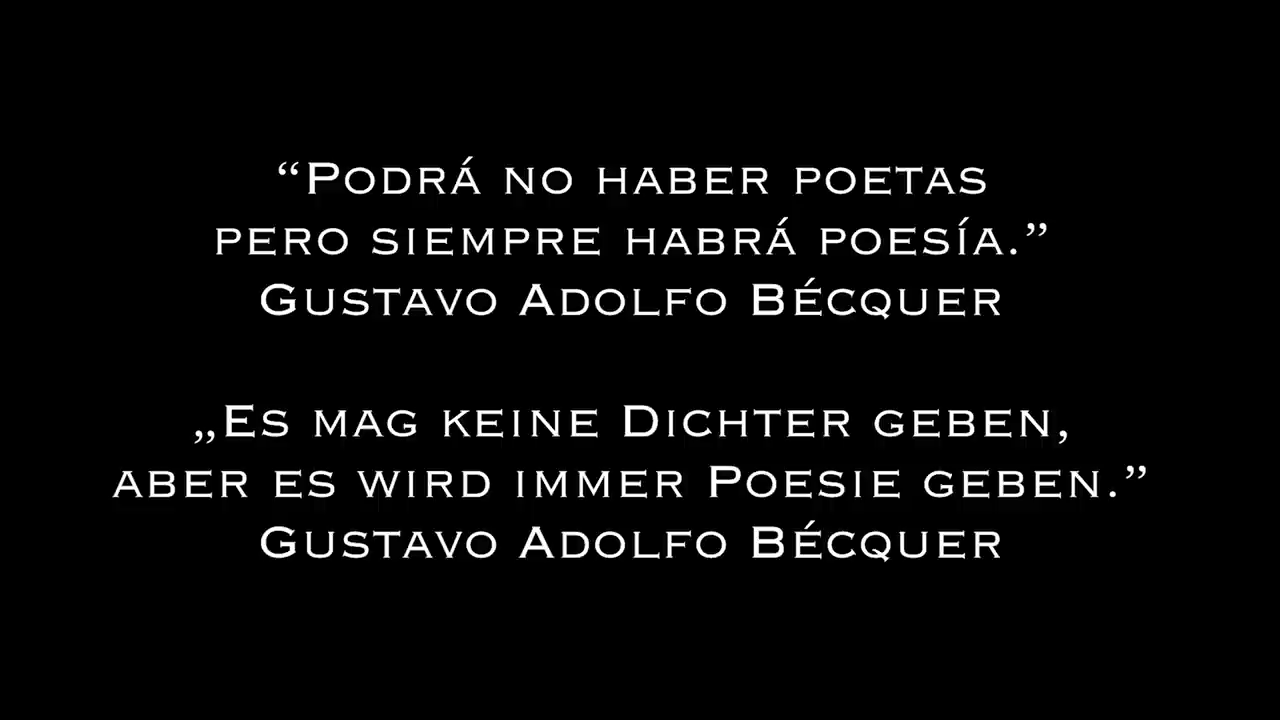 “Podrá no haber poetas
pero siempre habrá poesía.”
Gustavo Adolfo Bécquer
„Es mag keine Dichter geben,
aber es wird immer Poesie geben.”
Gustavo Adolfo Bécquer